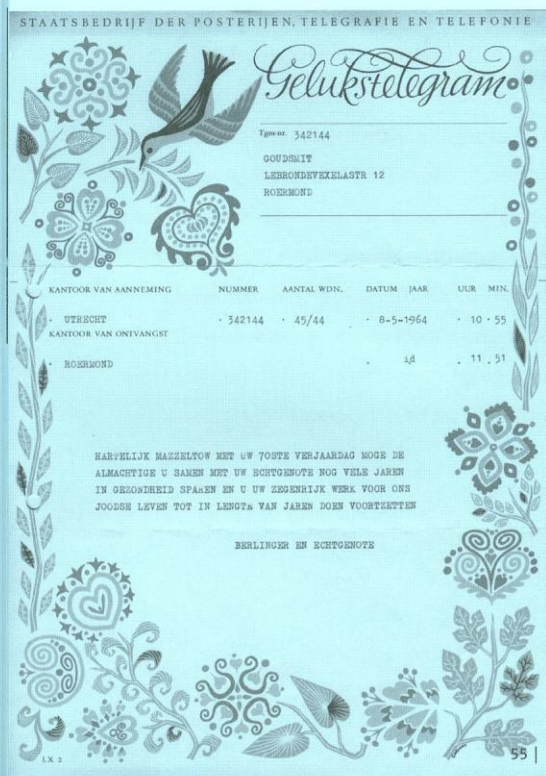 STAATSBEDRIJF DER POSTERIJEN, TELEGRAFIE EN TELEFONIE
Gelukstelegram
Tgm-nr. 342144
GOUDSMIT
LEBRONDEVEXELASTR 12
ROERMOND
KANTOOR VAN AANNEMING NUMMER AANTAL WDN. DATUM JAAR UUR MIN.
· UTRECHT · 342144 · 45/44 · 8-5-1964 · 10 · 55
KANTOOR VAN ONTVANGST
· ROERMOND . id . 11 . 51
HARTELIJK MAZZELTOW MET UW 70STE VERJAARDAG MOGE DE
ALMACHTIGE U SAMEN MET UW ECHTGENOTE NOG VELE JAREN
IN GEZONDHEID SPAREN EN U UW ZEGENRIJK WERK VOOR ONS
JOODSE LEVEN TOT IN LENGTE VAN JAREN DOEN VOORTZETTEN
BERLINGER EN ECHTGENOTE
LX 2
55